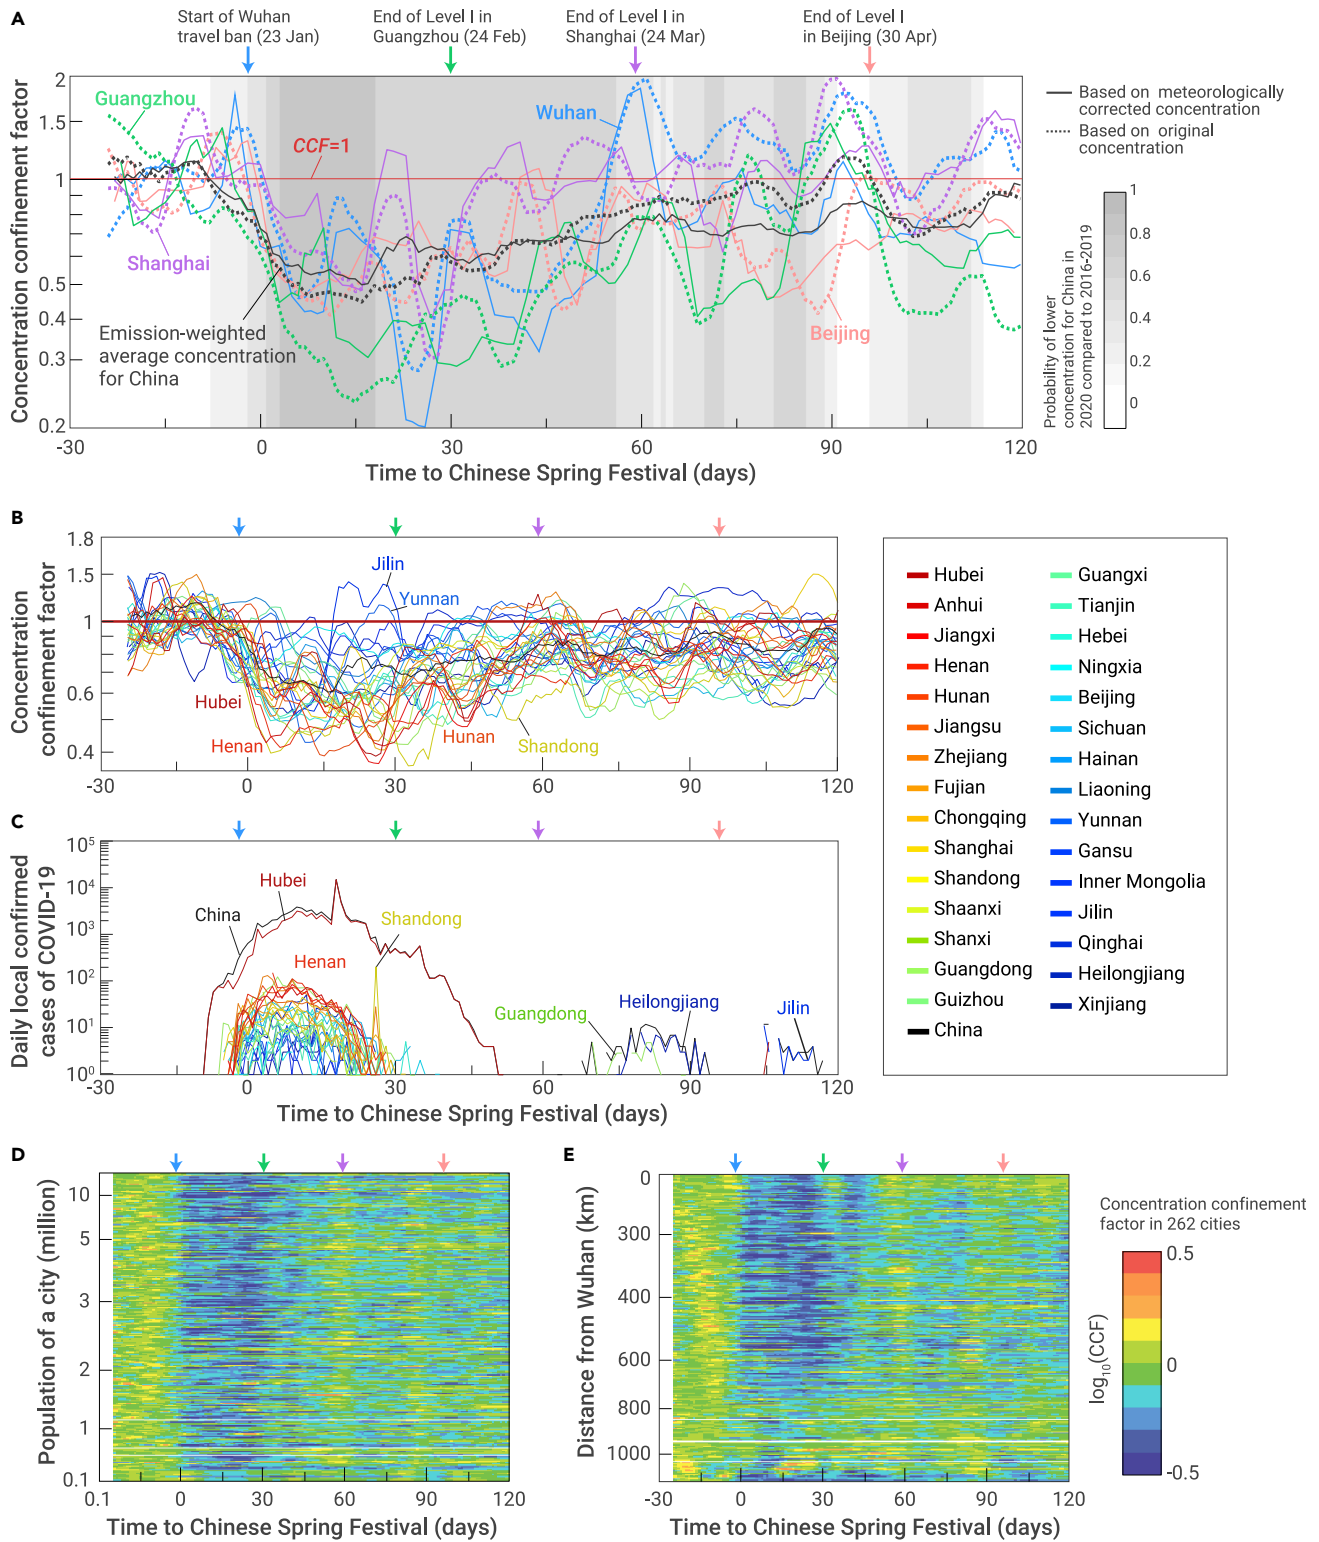 A
Start of Wuhan
travel ban (23 Jan)
End of Level I in
Guangzhou (24 Feb)
End of Level I in
Shanghai (24 Mar)
End of Level I
in Beijing (30 Apr)
Concentration confinement factor
2
1.5
1
0.5
0.4
0.3
0.2
Guangzhou
CCF=1
Wuhan
Shanghai
Emission-weighted
average concentration
for China
Beijing
-30
0
30
60
90
120
Time to Chinese Spring Festival (days)
Based on meteorologically
corrected concentration
Based on original
concentration
Probability of lower
concentration for China in
2020 compared to 2016-2019
1
0.8
0.6
0.4
0.2
0
B
Concentration
confinement factor
1.8
1.5
1
0.6
0.4
Jilin
Yunnan
Hubei
Henan
Hunan
Shandong
-30
0
30
60
90
120
C
Daily local confirmed
cases of COVID-19
10⁵
10⁴
10³
10²
10¹
10⁰
Hubei
China
Shandong
Henan
Guangdong
Heilongjiang
Jilin
-30
0
30
60
90
120
Time to Chinese Spring Festival (days)
Hubei
Anhui
Jiangxi
Henan
Hunan
Jiangsu
Zhejiang
Fujian
Chongqing
Shanghai
Shandong
Shaanxi
Shanxi
Guangdong
Guizhou
China
Guangxi
Tianjin
Hebei
Ningxia
Beijing
Sichuan
Hainan
Liaoning
Yunnan
Gansu
Inner Mongolia
Jilin
Qinghai
Heilongjiang
Xinjiang
D
Population of a city (million)
10
5
3
2
1
0.1
0.1
0
30
60
90
120
Time to Chinese Spring Festival (days)
E
Distance from Wuhan (km)
0
300
400
600
800
1000
-30
0
30
60
90
120
Time to Chinese Spring Festival (days)
Concentration confinement
factor in 262 cities
log₁₀(CCF)
0.5
0
-0.5